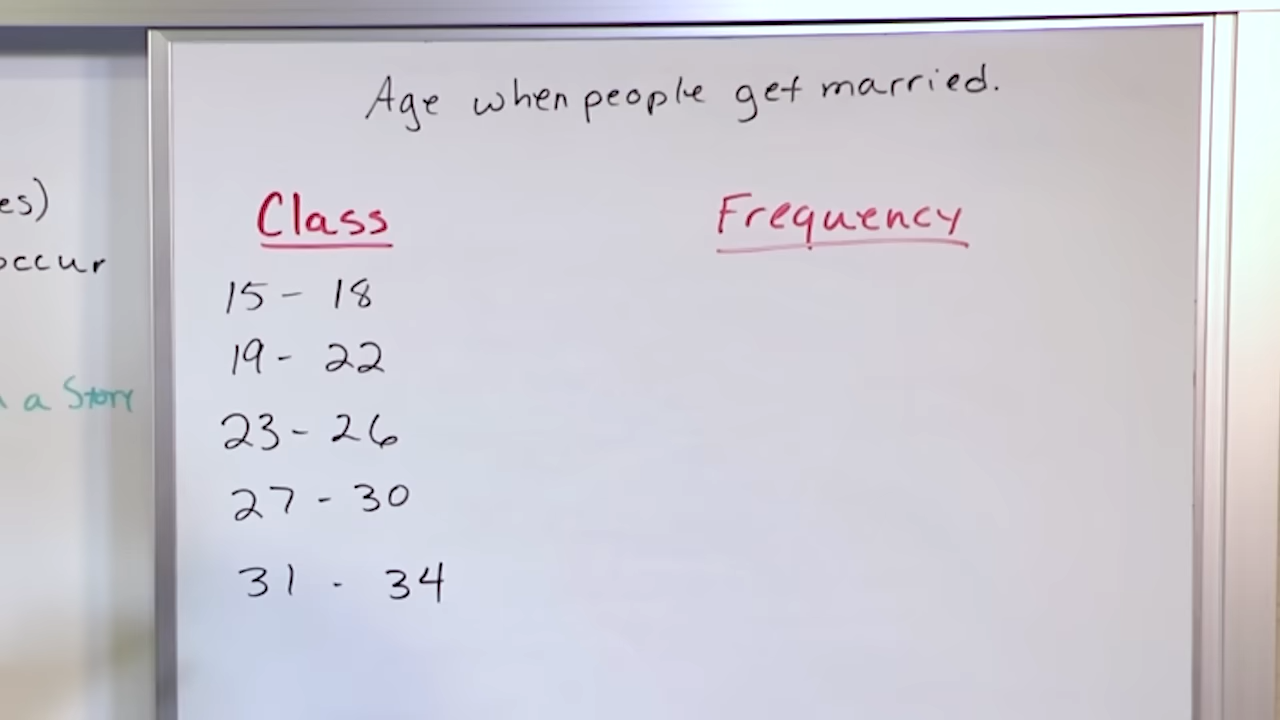 Age when people get married.
es)
occur
a Story
Class Frequency
15 - 18
19 - 22
23 - 26
27 - 30
31 - 34